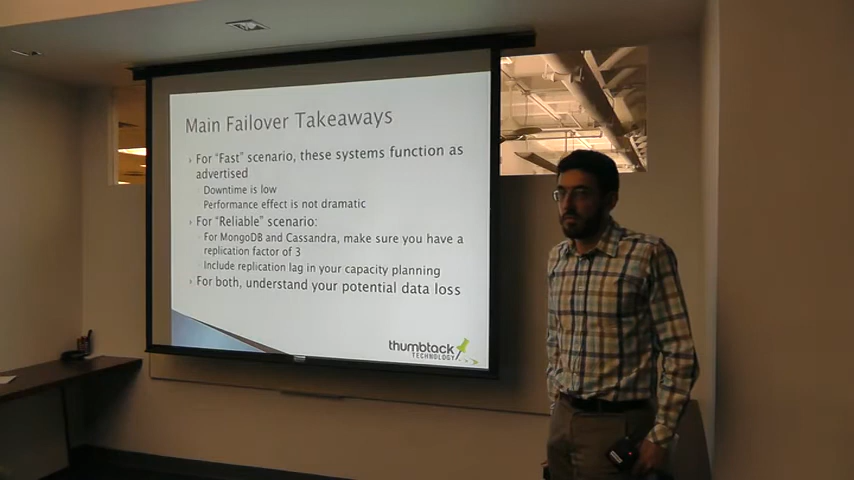 Main Failover Takeaways
For "Fast" scenario, these systems function as
advertised
Downtime is low
Performance effect is not dramatic
For "Reliable" scenario:
For MongoDB and Cassandra, make sure you have a
replication factor of 3
Include replication lag in your capacity planning
For both, understand your potential data loss
thumbtack
TECHNOLOGY